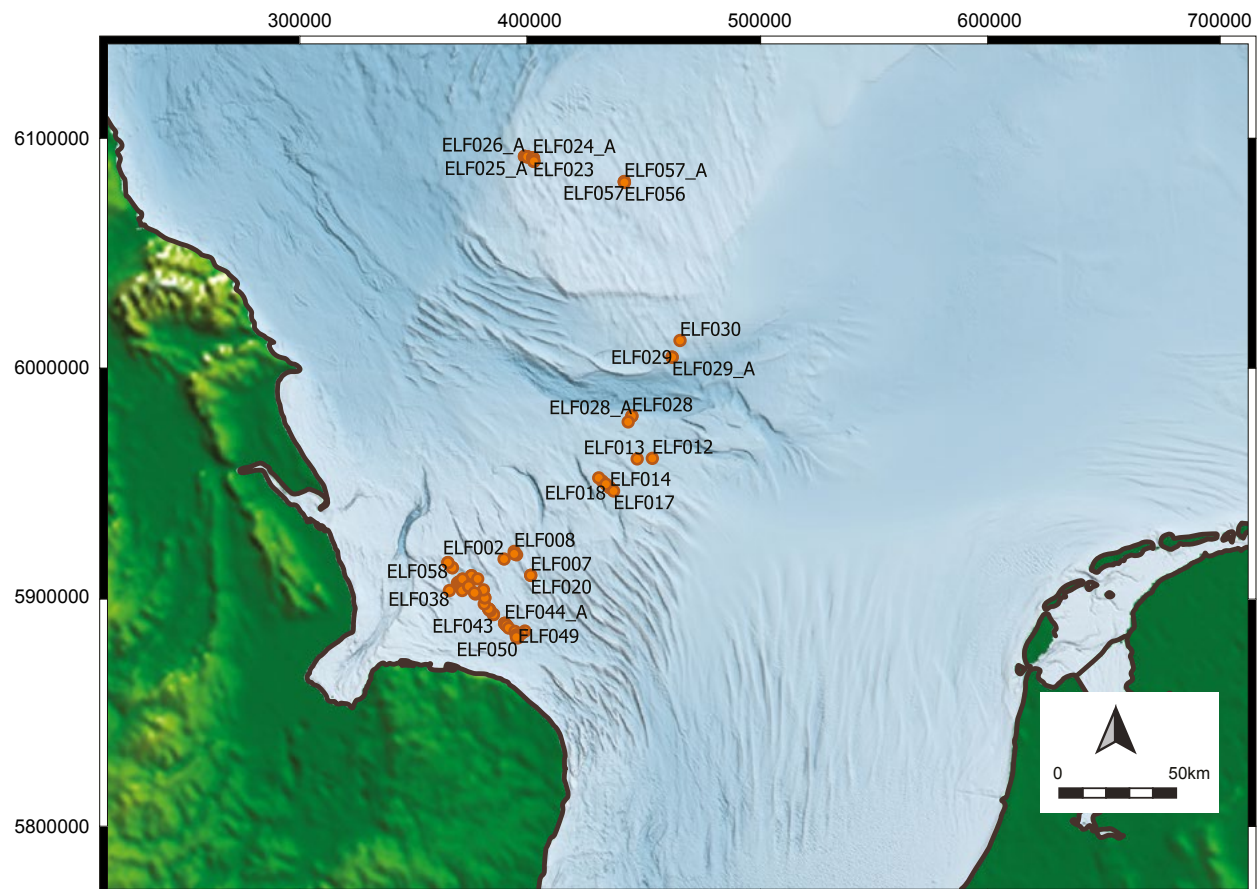 300000 400000 500000 600000 700000
6100000
ELF026_A ELF024_A
ELF025_A ELF023
ELF057_A
ELF057 ELF056
ELF030
6000000
ELF029
ELF029_A
ELF028_A ELF028
ELF013 ELF012
ELF014
ELF018
ELF017
ELF008
ELF002
ELF007
ELF058
ELF020
5900000
ELF038
ELF044_A
ELF043
ELF049
ELF050
0 50km
5800000